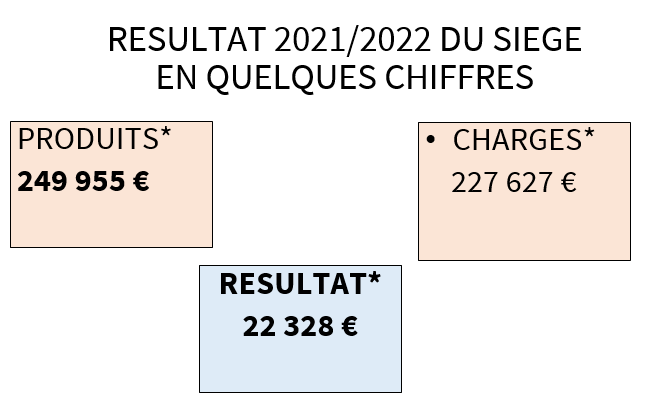 RESULTAT 2021/2022 DU SIEGE
EN QUELQUES CHIFFRES
PRODUITS*
249 955 €
• CHARGES*
227 627 €
RESULTAT*
22 328 €